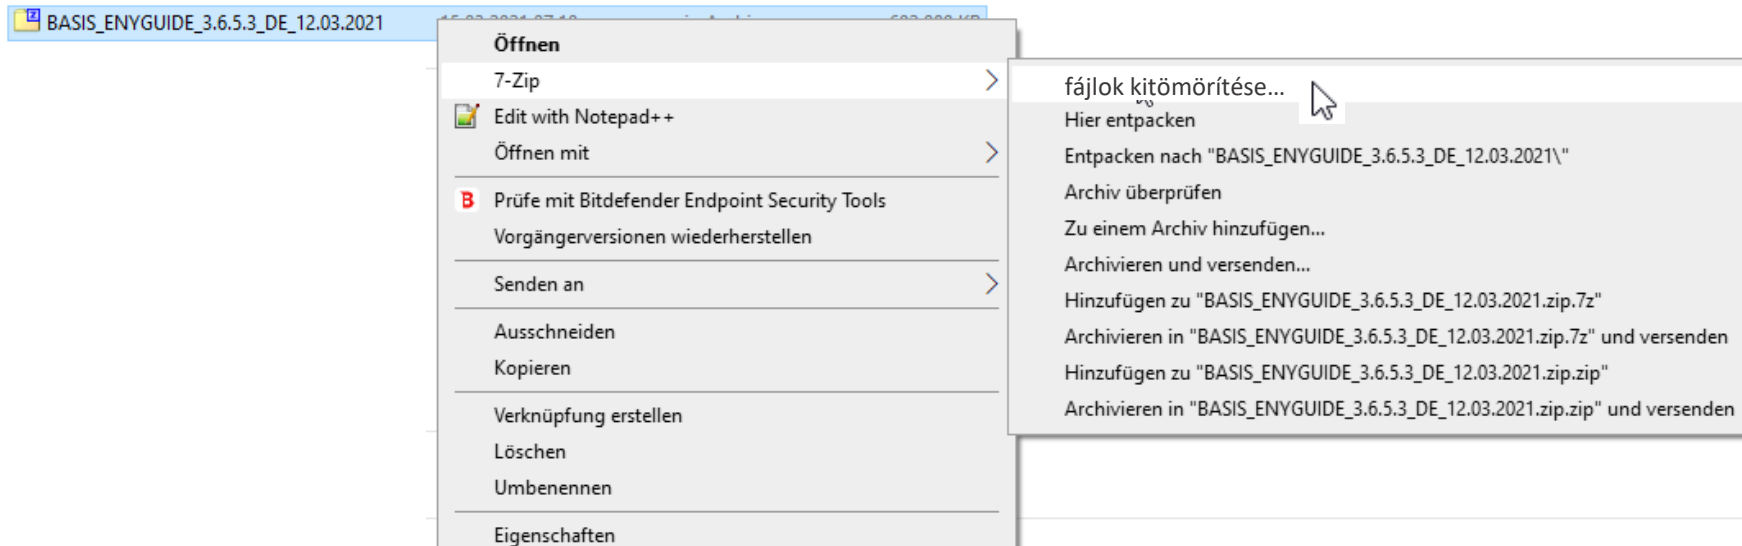 BASIS_ENYGUIDE_3.6.5.3_DE_12.03.2021
Öffnen
7-Zip
Edit with Notepad++
Öffnen mit
Prüfe mit Bitdefender Endpoint Security Tools
Vorgängerversionen wiederherstellen
Senden an
Ausschneiden
Kopieren
Verknüpfung erstellen
Löschen
Umbenennen
Eigenschaften
fájlok kitömörítése...
Hier entpacken
Entpacken nach "BASIS_ENYGUIDE_3.6.5.3_DE_12.03.2021\"
Archiv überprüfen
Zu einem Archiv hinzufügen...
Archivieren und versenden...
Hinzufügen zu "BASIS_ENYGUIDE_3.6.5.3_DE_12.03.2021.zip.7z"
Archivieren in "BASIS_ENYGUIDE_3.6.5.3_DE_12.03.2021.zip.7z" und versenden
Hinzufügen zu "BASIS_ENYGUIDE_3.6.5.3_DE_12.03.2021.zip.zip"
Archivieren in "BASIS_ENYGUIDE_3.6.5.3_DE_12.03.2021.zip.zip" und versenden